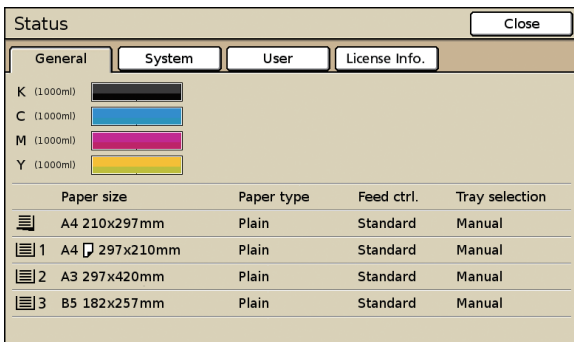 Status Close
General System User License Info.
K (1000ml)
C (1000ml)
M (1000ml)
Y (1000ml)
Paper size Paper type Feed ctrl. Tray selection
A4 210x297mm Plain Standard Manual
1 A4 297x210mm Plain Standard Manual
2 A3 297x420mm Plain Standard Manual
3 B5 182x257mm Plain Standard Manual